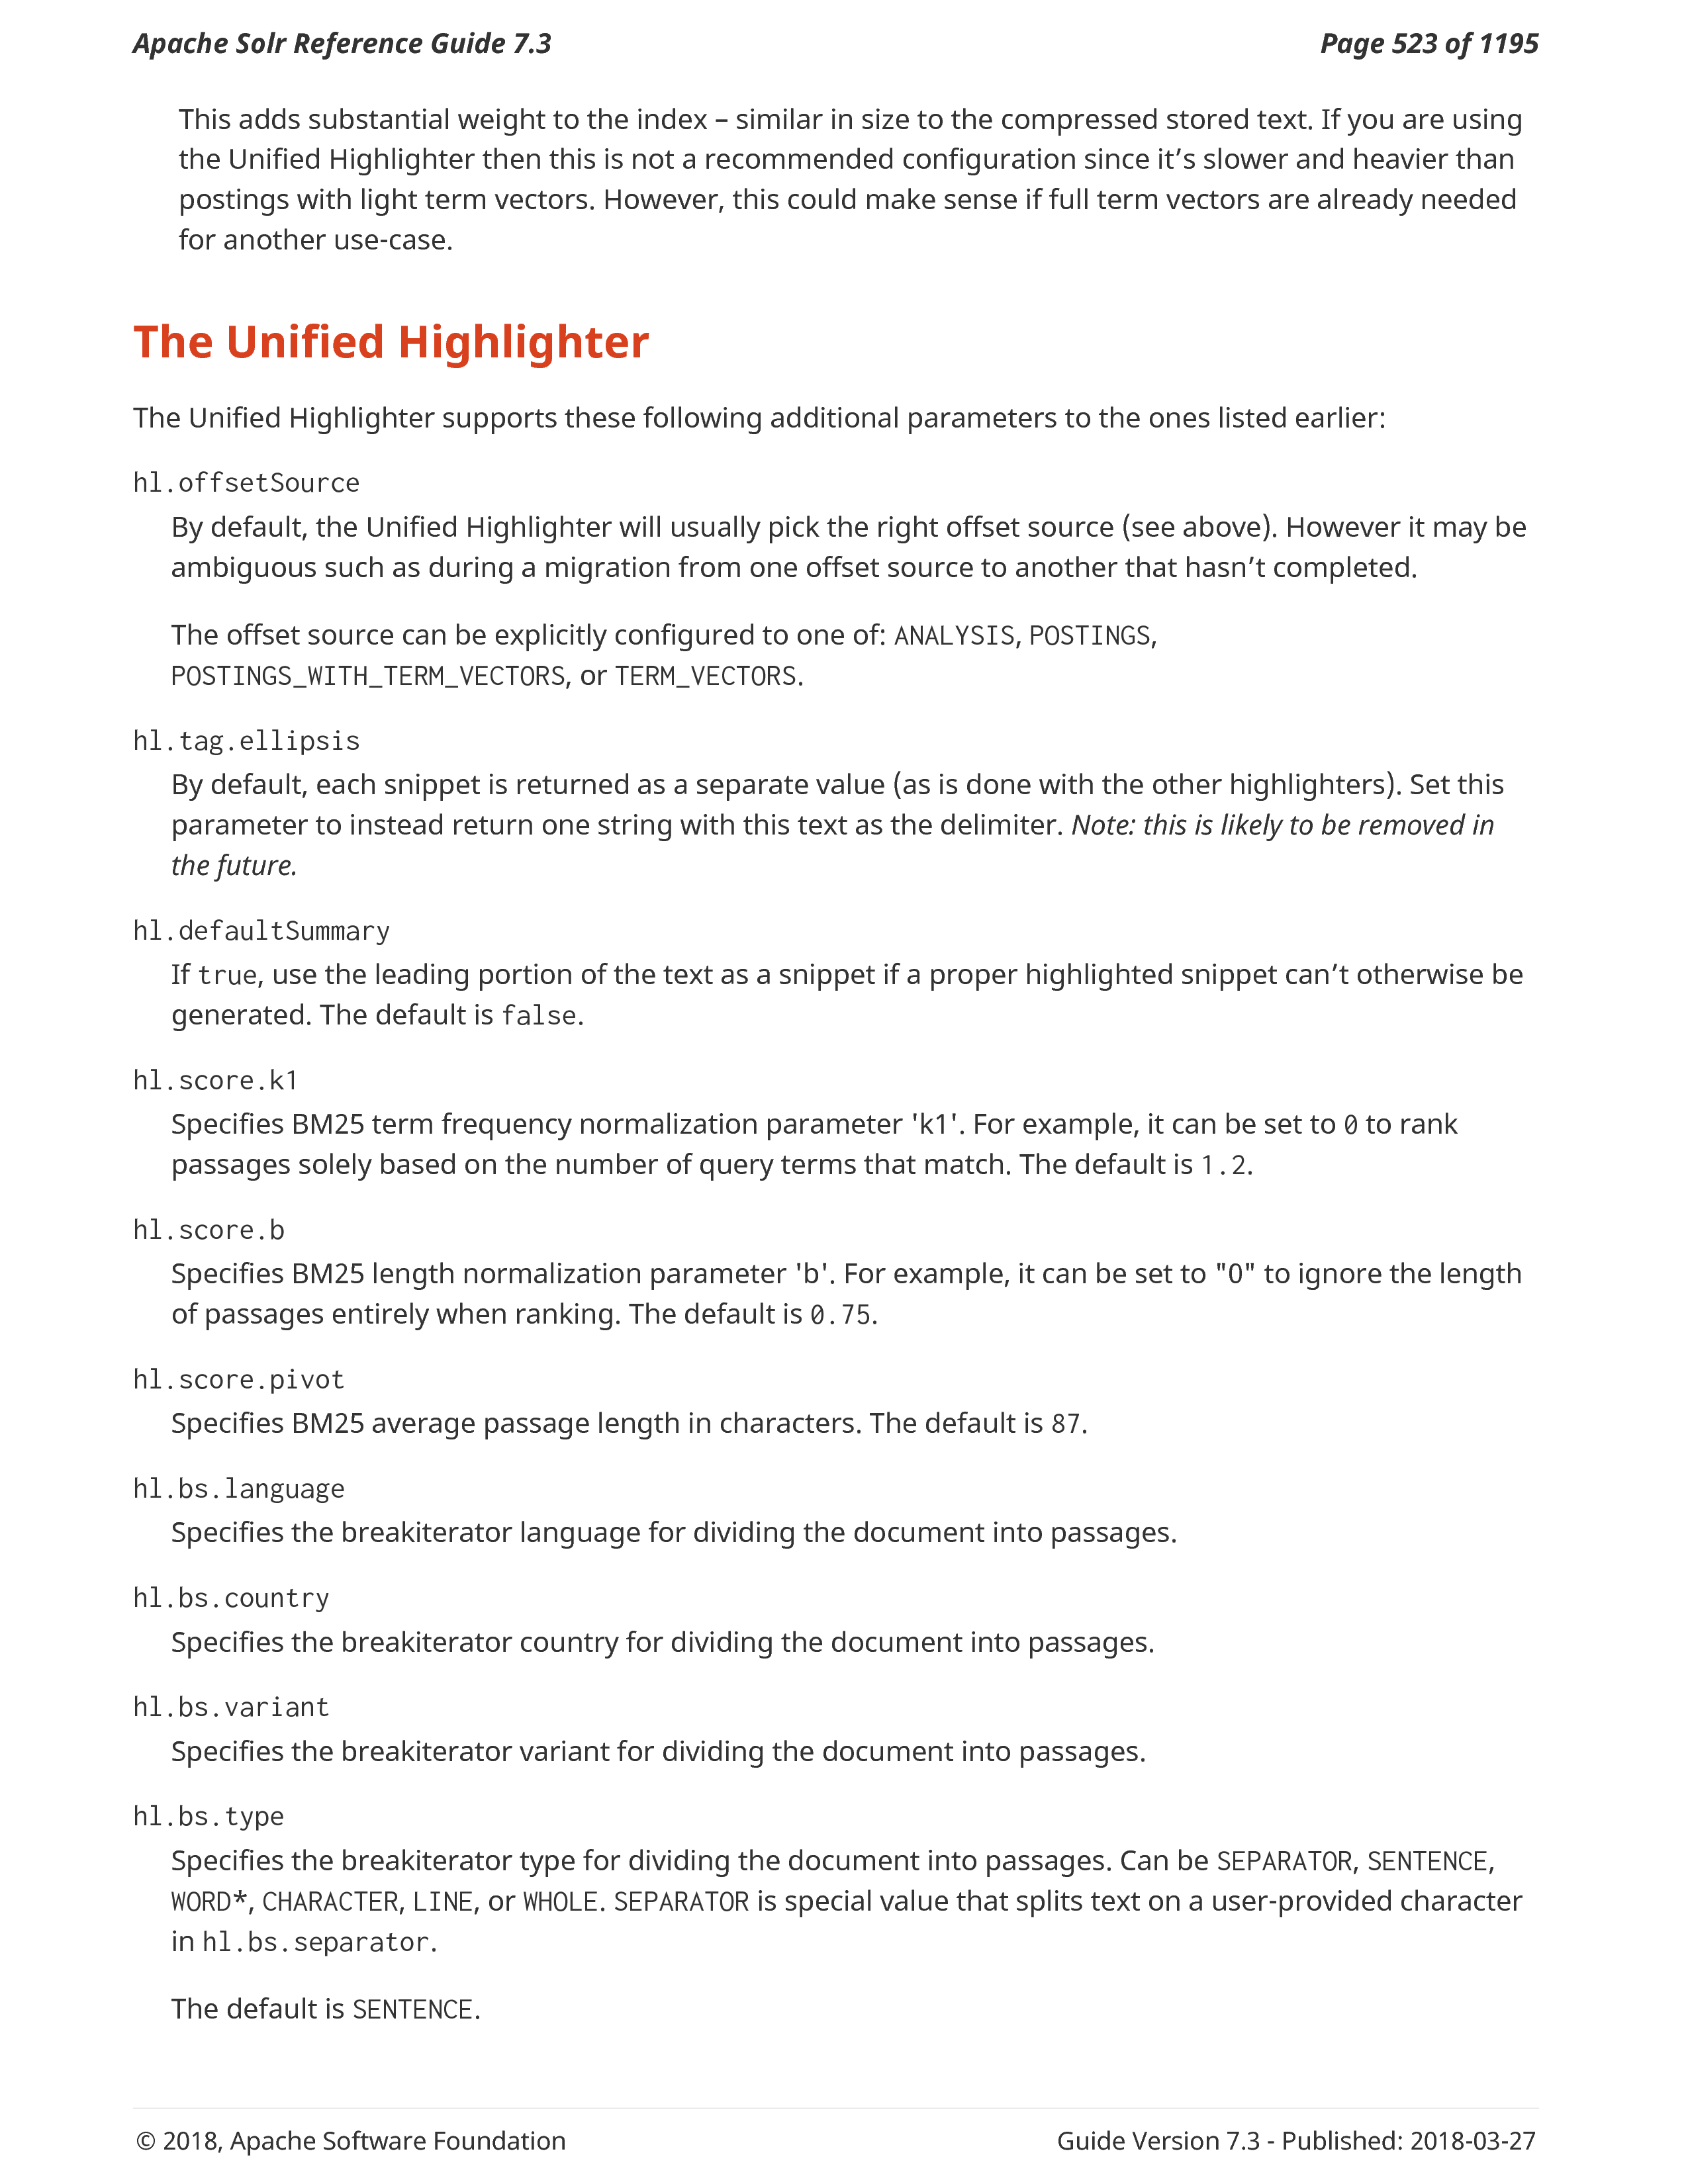 Apache Solr Reference Guide 7.3
Page 523 of 1195
This adds substantial weight to the index – similar in size to the compressed stored text. If you are using
the Unified Highlighter then this is not a recommended configuration since it’s slower and heavier than
postings with light term vectors. However, this could make sense if full term vectors are already needed
for another use-case.
The Unified Highlighter
The Unified Highlighter supports these following additional parameters to the ones listed earlier:
hl.offsetSource
By default, the Unified Highlighter will usually pick the right offset source (see above). However it may be
ambiguous such as during a migration from one offset source to another that hasn’t completed.
The offset source can be explicitly configured to one of: ANALYSIS, POSTINGS,
POSTINGS_WITH_TERM_VECTORS, or TERM_VECTORS.
hl.tag.ellipsis
By default, each snippet is returned as a separate value (as is done with the other highlighters). Set this
parameter to instead return one string with this text as the delimiter. Note: this is likely to be removed in
the future.
hl.defaultSummary
If true, use the leading portion of the text as a snippet if a proper highlighted snippet can’t otherwise be
generated. The default is false.
hl.score.k1
Specifies BM25 term frequency normalization parameter 'k1'. For example, it can be set to 0 to rank
passages solely based on the number of query terms that match. The default is 1.2.
hl.score.b
Specifies BM25 length normalization parameter 'b'. For example, it can be set to "0" to ignore the length
of passages entirely when ranking. The default is 0.75.
hl.score.pivot
Specifies BM25 average passage length in characters. The default is 87.
hl.bs.language
Specifies the breakiterator language for dividing the document into passages.
hl.bs.country
Specifies the breakiterator country for dividing the document into passages.
hl.bs.variant
Specifies the breakiterator variant for dividing the document into passages.
hl.bs.type
Specifies the breakiterator type for dividing the document into passages. Can be SEPARATOR, SENTENCE,
WORD*, CHARACTER, LINE, or WHOLE. SEPARATOR is special value that splits text on a user-provided character
in hl.bs.separator.
The default is SENTENCE.
© 2018, Apache Software Foundation
Guide Version 7.3 - Published: 2018-03-27